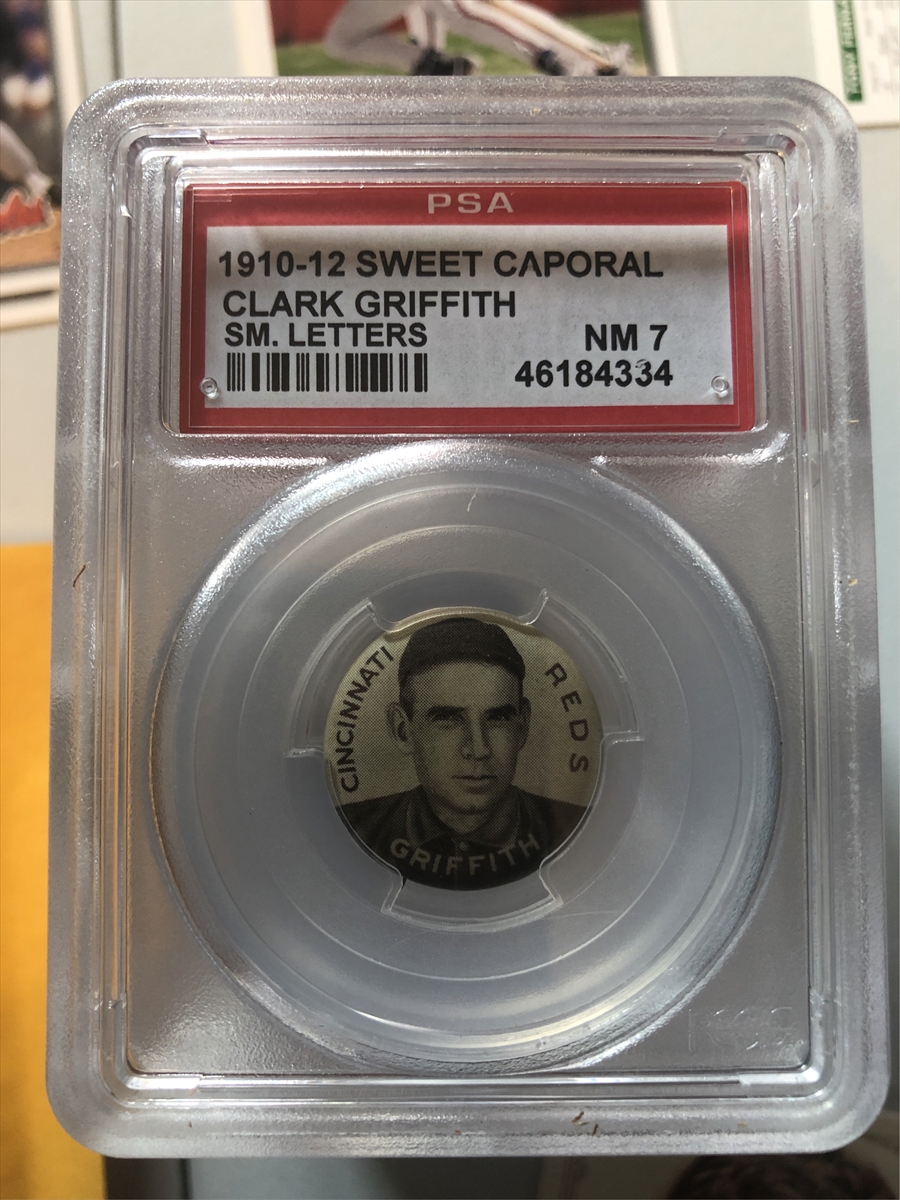 PSA
1910-12 SWEET CAPORAL
CLARK GRIFFITH
SM. LETTERS
NM 7
46184334
CINCINNATI
REDS
GRIFFITH